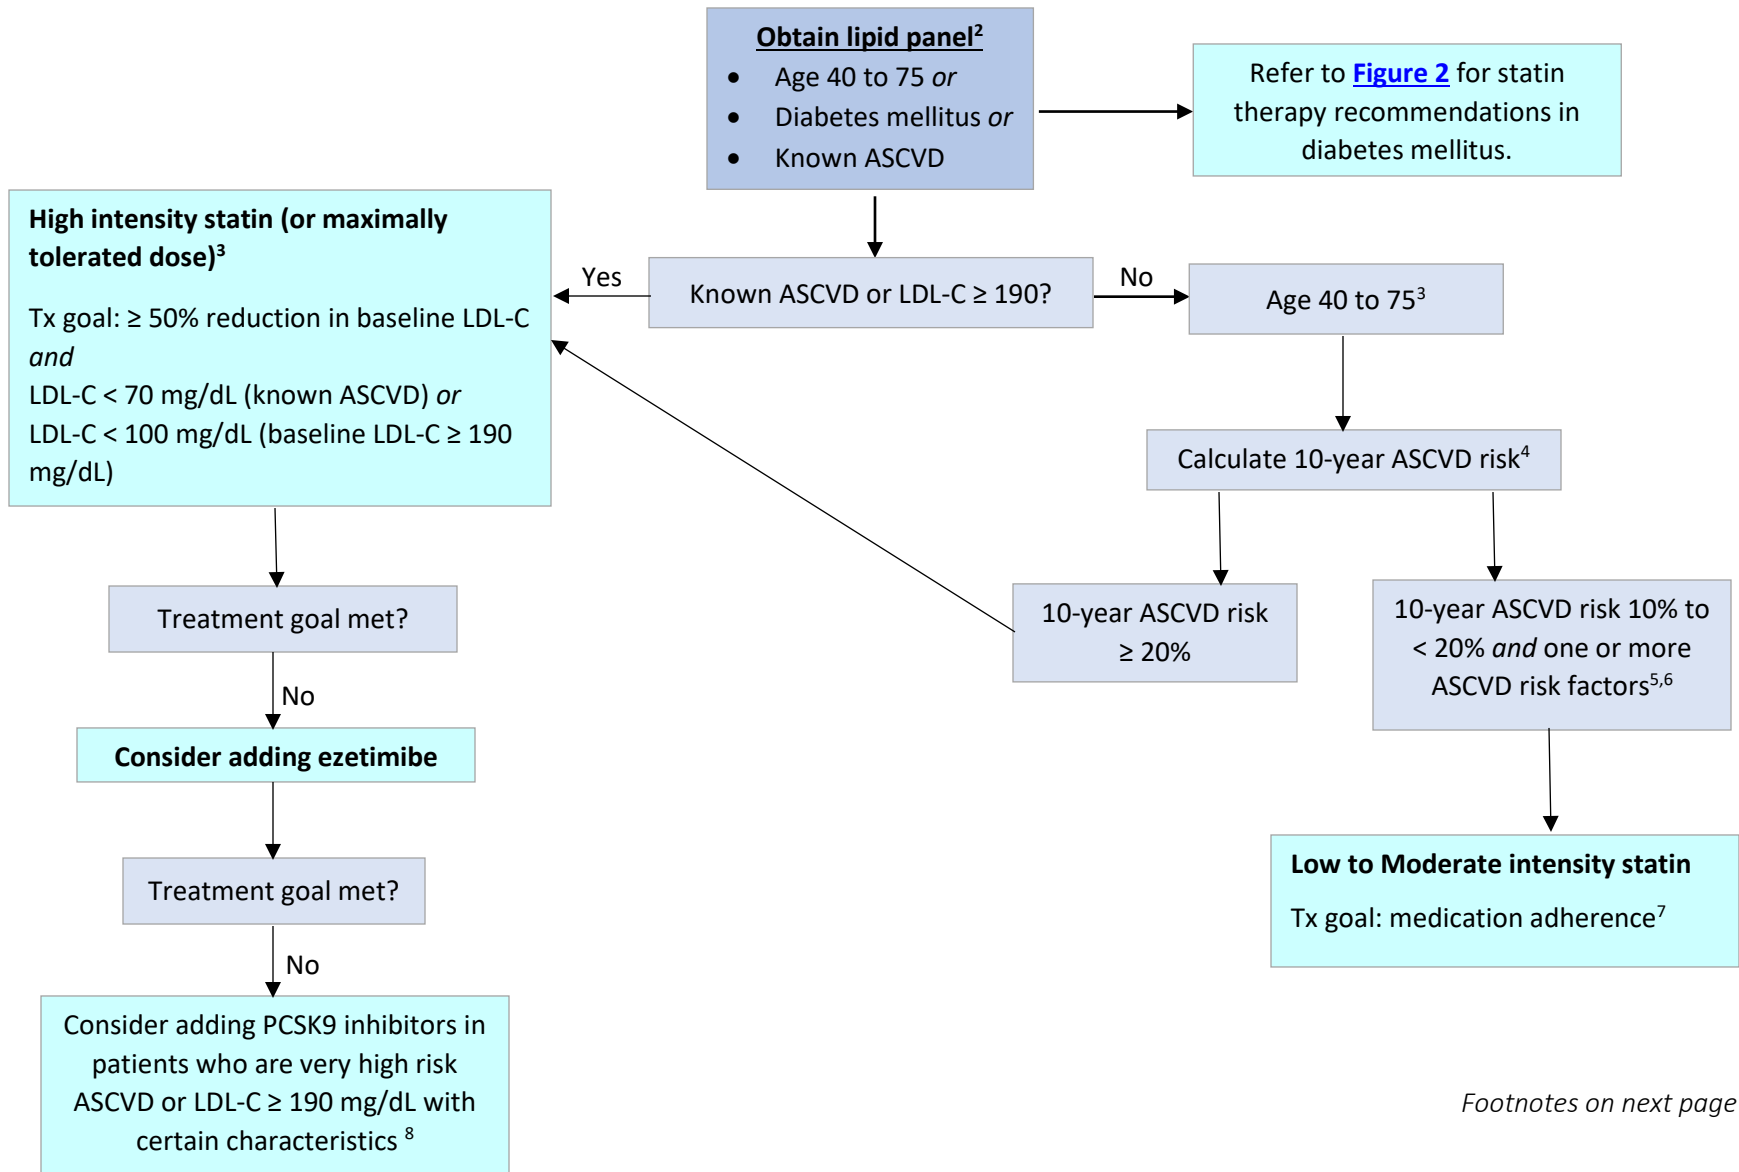 Obtain lipid panel²
• Age 40 to 75 or
• Diabetes mellitus or
• Known ASCVD
Refer to Figure 2 for statin
therapy recommendations in
diabetes mellitus.
High intensity statin (or maximally
tolerated dose)³
Tx goal: ≥ 50% reduction in baseline LDL-C
and
LDL-C < 70 mg/dL (known ASCVD) or
LDL-C < 100 mg/dL (baseline LDL-C ≥ 190
mg/dL)
Yes
Known ASCVD or LDL-C ≥ 190?
No
Age 40 to 75³
Calculate 10-year ASCVD risk⁴
10-year ASCVD risk
≥ 20%
10-year ASCVD risk 10% to
< 20% and one or more
ASCVD risk factors⁵,⁶
Treatment goal met?
No
Consider adding ezetimibe
Treatment goal met?
No
Consider adding PCSK9 inhibitors in
patients who are very high risk
ASCVD or LDL-C ≥ 190 mg/dL with
certain characteristics ⁸
Low to Moderate intensity statin
Tx goal: medication adherence⁷
Footnotes on next page